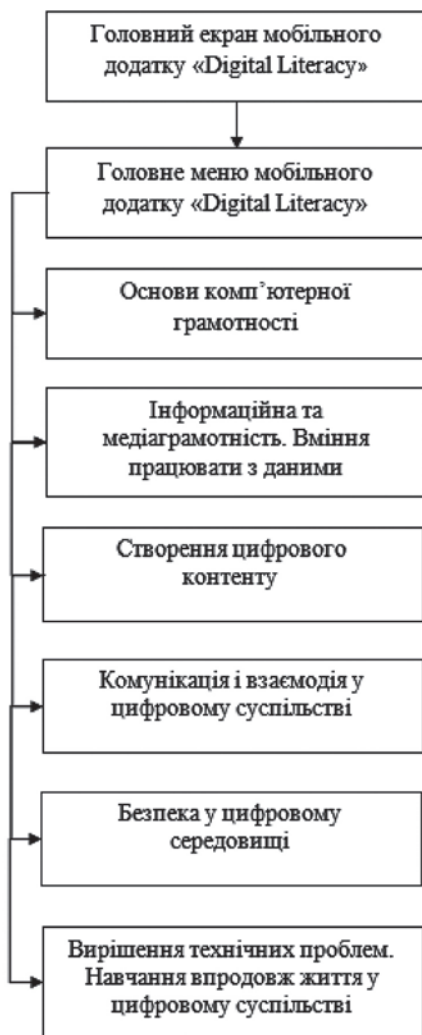 Головний екран мобільного
додатку «Digital Literacy»
Головне меню мобільного
додатку «Digital Literacy»
Основи комп’ютерної
грамотності
Інформаційна та
медіаграмотність. Вміння
працювати з даними
Створення цифрового
контенту
Комунікація і взаємодія у
цифровому суспільстві
Безпека у цифровому
середовищі
Вирішення технічних проблем.
Навчання впродовж життя у
цифровому суспільстві